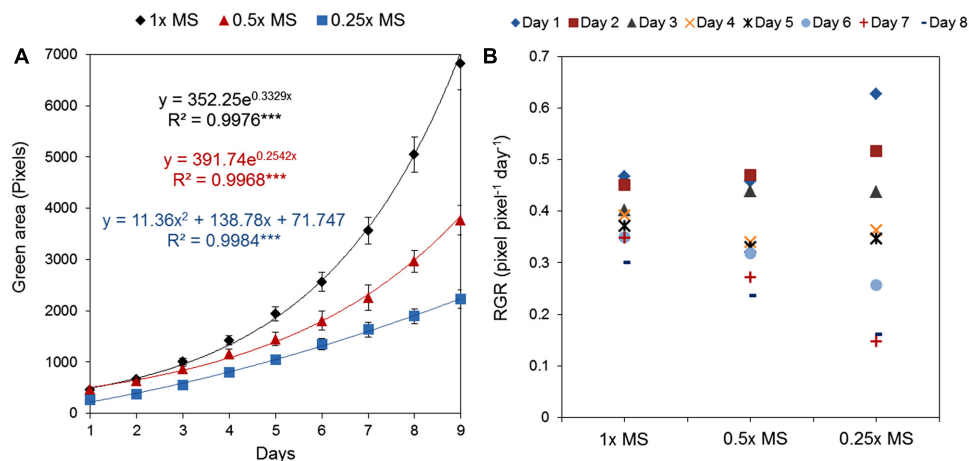 1x MS 0.5x MS 0.25x MS
A
Green area (Pixels)
7000
6000
5000
4000
3000
2000
1000
0
y = 352.25e^0.3329x
R² = 0.9976***
y = 391.74e^0.2542x
R² = 0.9968***
y = 11.36x² + 138.78x + 71.747
R² = 0.9984***
1 2 3 4 5 6 7 8 9
Days
Day 1 Day 2 Day 3 Day 4 Day 5 Day 6 Day 7 Day 8
B
RGR (pixel pixel⁻¹ day⁻¹)
0.7
0.6
0.5
0.4
0.3
0.2
0.1
0
1x MS 0.5x MS 0.25x MS